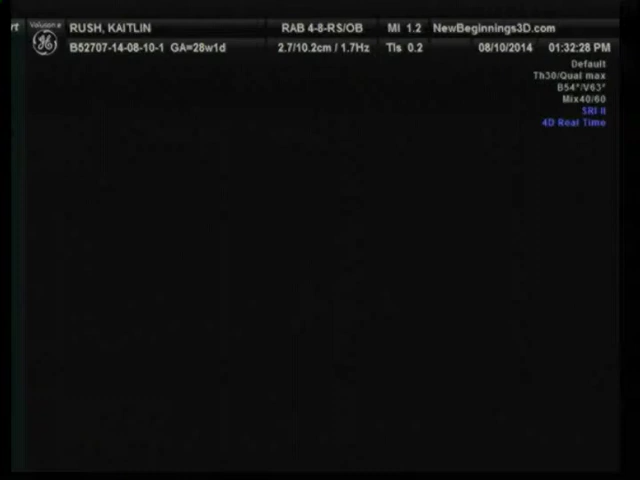 Voluson
RUSH, KAITLIN RAB 4-8-RS/OB MI 1.2 NewBeginnings3D.com
B52707-14-08-10-1 GA=28w1d 2.7/10.2cm / 1.7Hz TIs 0.2 08/10/2014 01:32:28 PM
Default
Th30/Qual max
B54°/V63°
Mix40/60
SRI II
4D Real Time